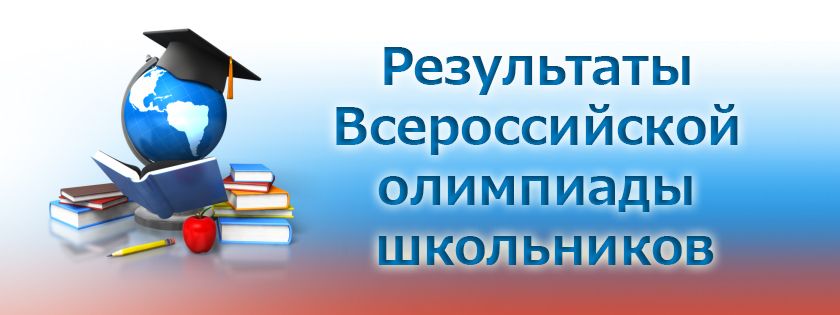 Результаты
Всероссийской
олимпиады
школьников